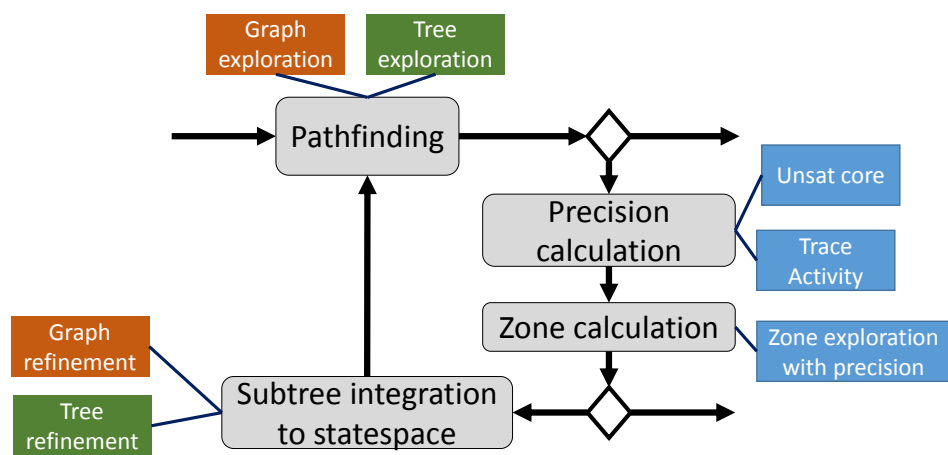 Graph
exploration
Tree
exploration
Pathfinding
Unsat core
Precision
calculation
Trace
Activity
Zone calculation
Zone exploration
with precision
Graph
refinement
Subtree integration
to statespace
Tree
refinement